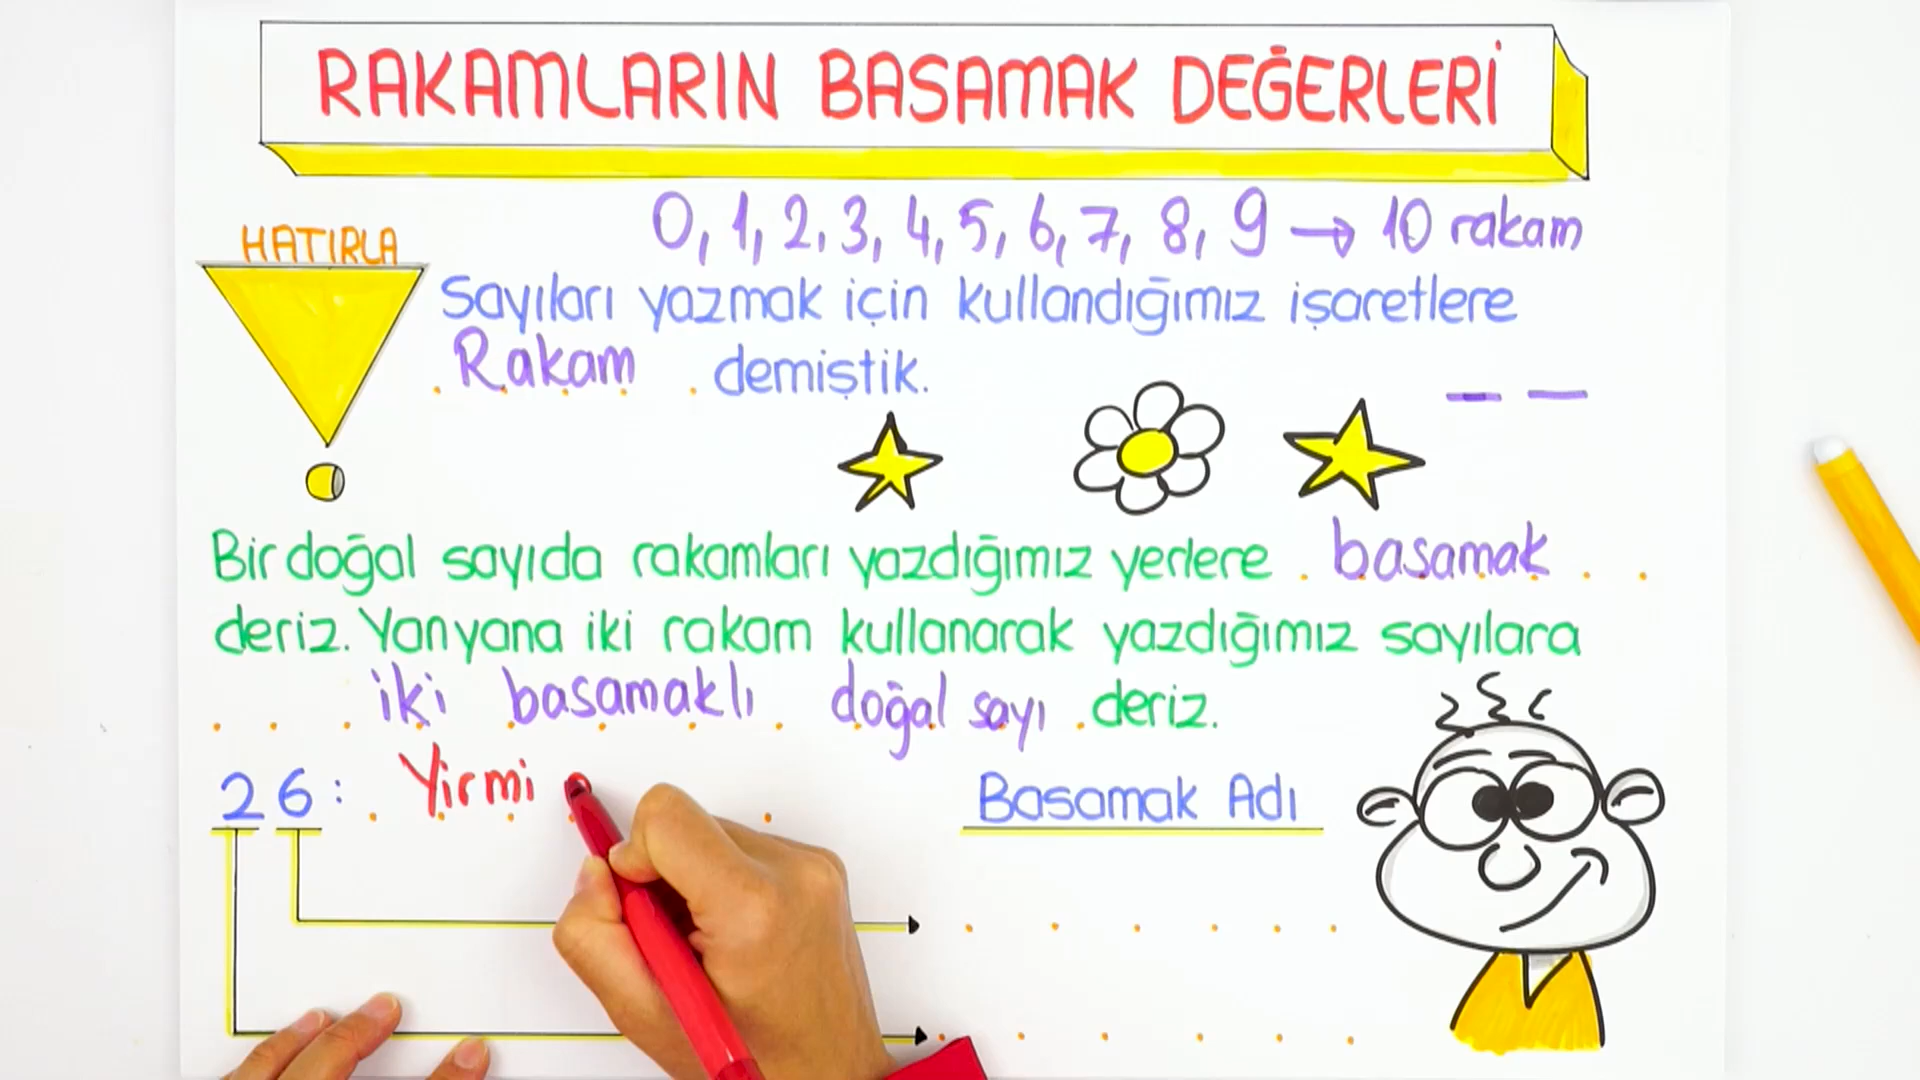 RAKAMLARIN BASAMAK DEĞERLERİ
0, 1, 2, 3, 4, 5, 6, 7, 8, 9 → 10 rakam
HATIRLA
Sayıları yazmak için kullandığımız işaretlere
Rakam demiştik.
Bir doğal sayıda rakamları yazdığımız yerlere basamak
deriz. Yanyana iki rakam kullanarak yazdığımız sayılara
iki basamaklı doğal sayı deriz.
26: Yirmi
Basamak Adı